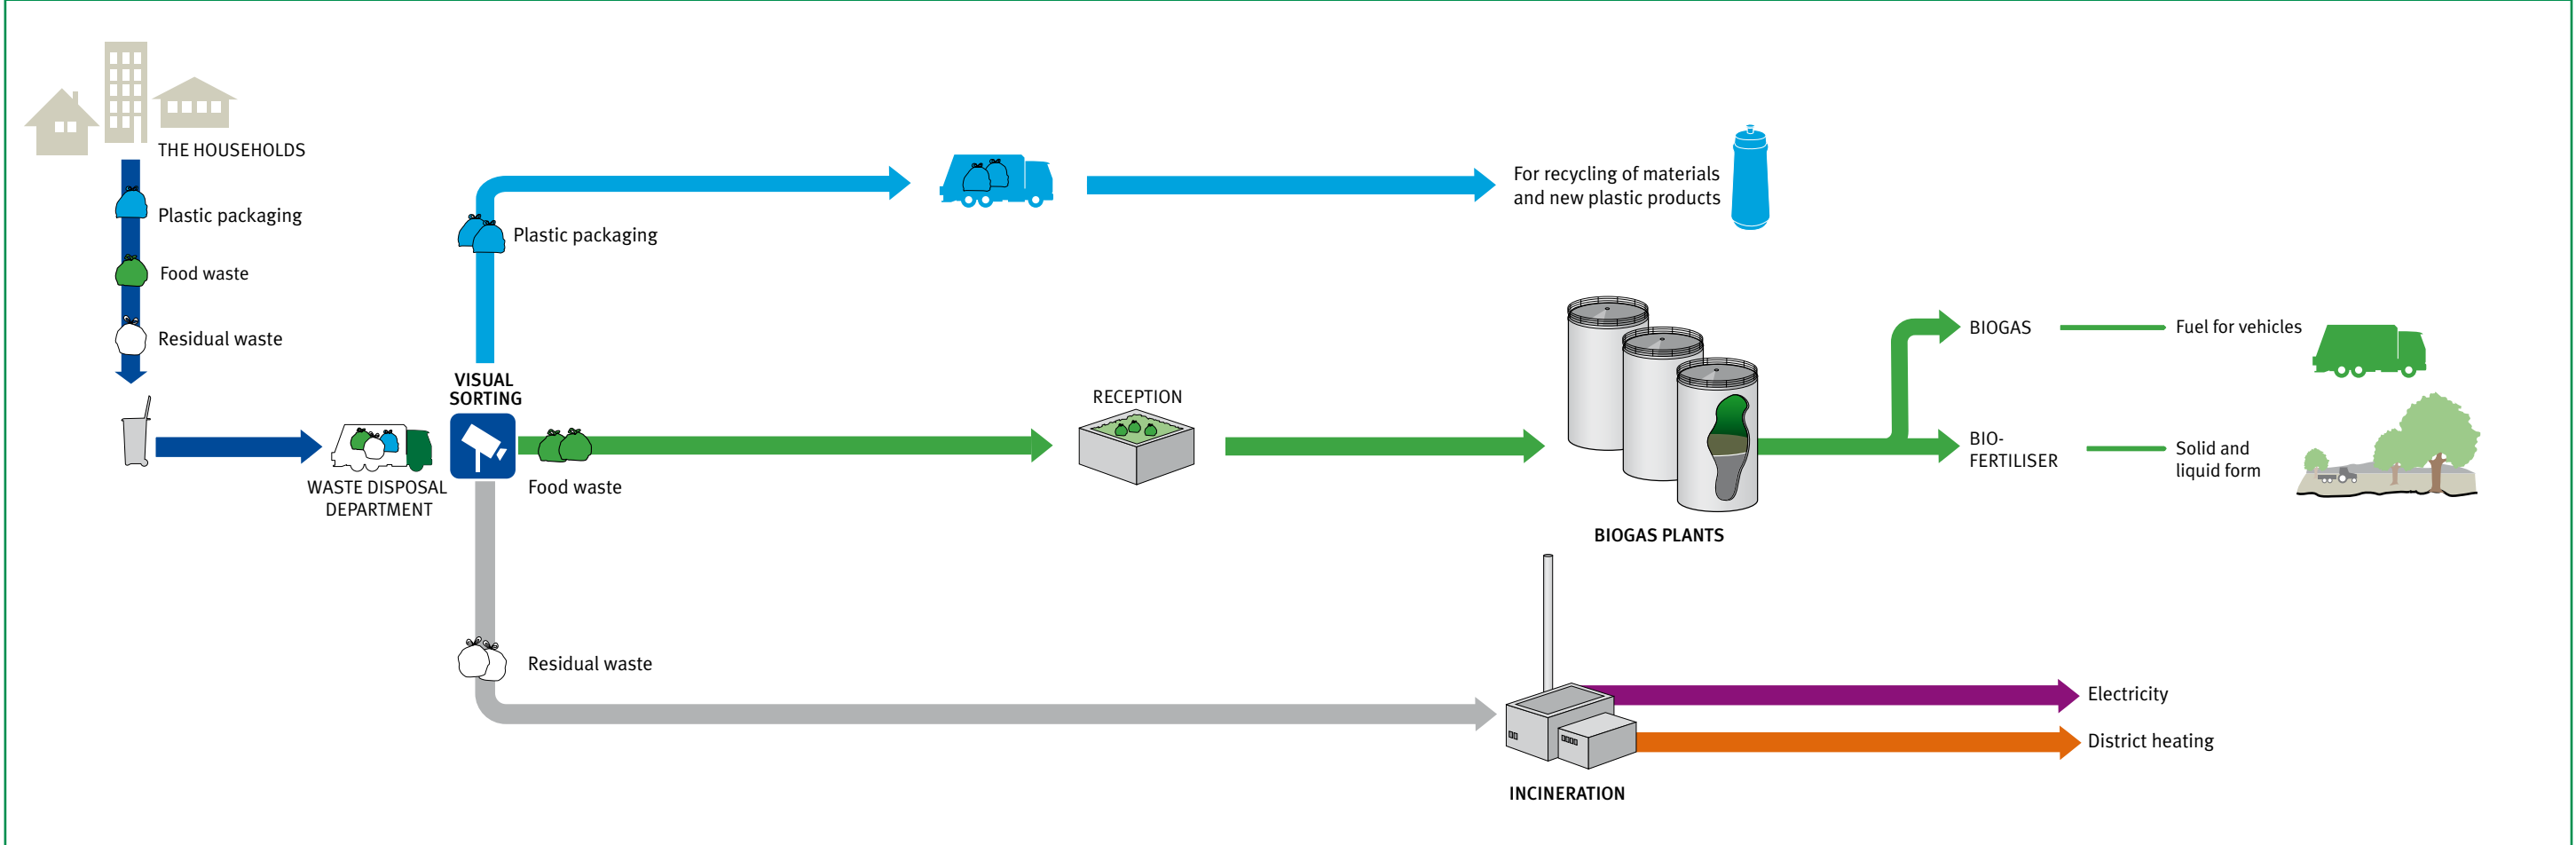 THE HOUSEHOLDS
Plastic packaging
Food waste
Residual waste
WASTE DISPOSAL
DEPARTMENT
VISUAL
SORTING
Plastic packaging
For recycling of materials
and new plastic products
Food waste
RECEPTION
BIOGAS PLANTS
BIOGAS
Fuel for vehicles
BIO-
FERTILISER
Solid and
liquid form
Residual waste
INCINERATION
Electricity
District heating